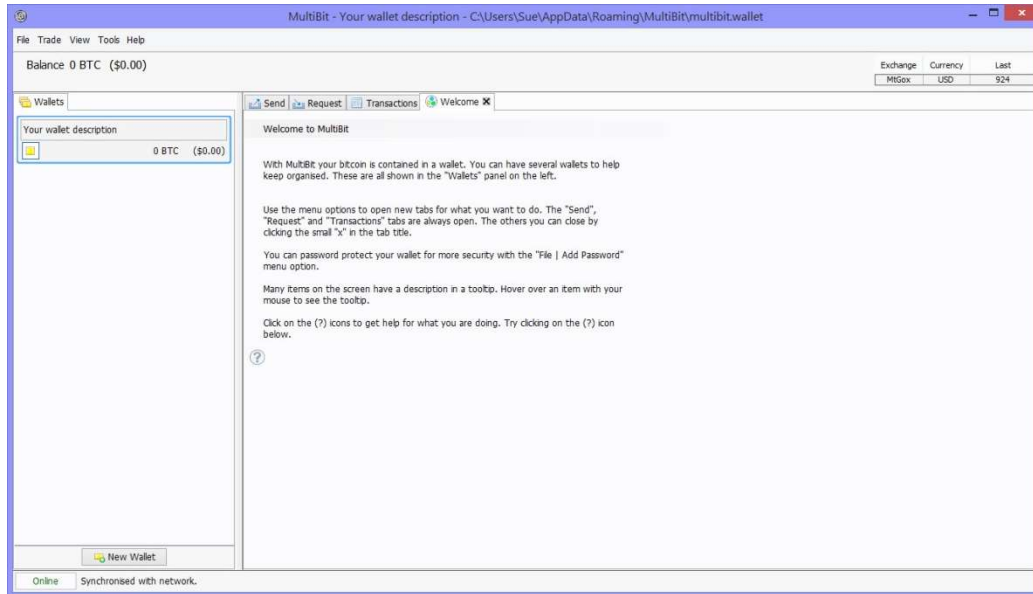 MultiBit - Your wallet description - C:\Users\Sue\AppData\Roaming\MultiBit\multibit.wallet
File Trade View Tools Help
Balance 0 BTC ($0.00)
Exchange Currency Last
MtGox USD 924
Wallets
Send Request Transactions Welcome
Your wallet description
0 BTC ($0.00)
Welcome to MultiBit
With MultiBit your bitcoin is contained in a wallet. You can have several wallets to help
keep organised. These are all shown in the "Wallets" panel on the left.
Use the menu options to open new tabs for what you want to do. The "Send",
"Request" and "Transactions" tabs are always open. The others you can close by
clicking the small "x" in the tab title.
You can password protect your wallet for more security with the "File | Add Password"
menu option.
Many items on the screen have a description in a tooltip. Hover over an item with your
mouse to see the tooltip.
Click on the (?) icons to get help for what you are doing. Try clicking on the (?) icon
below.
?
New Wallet
Online Synchronised with network.